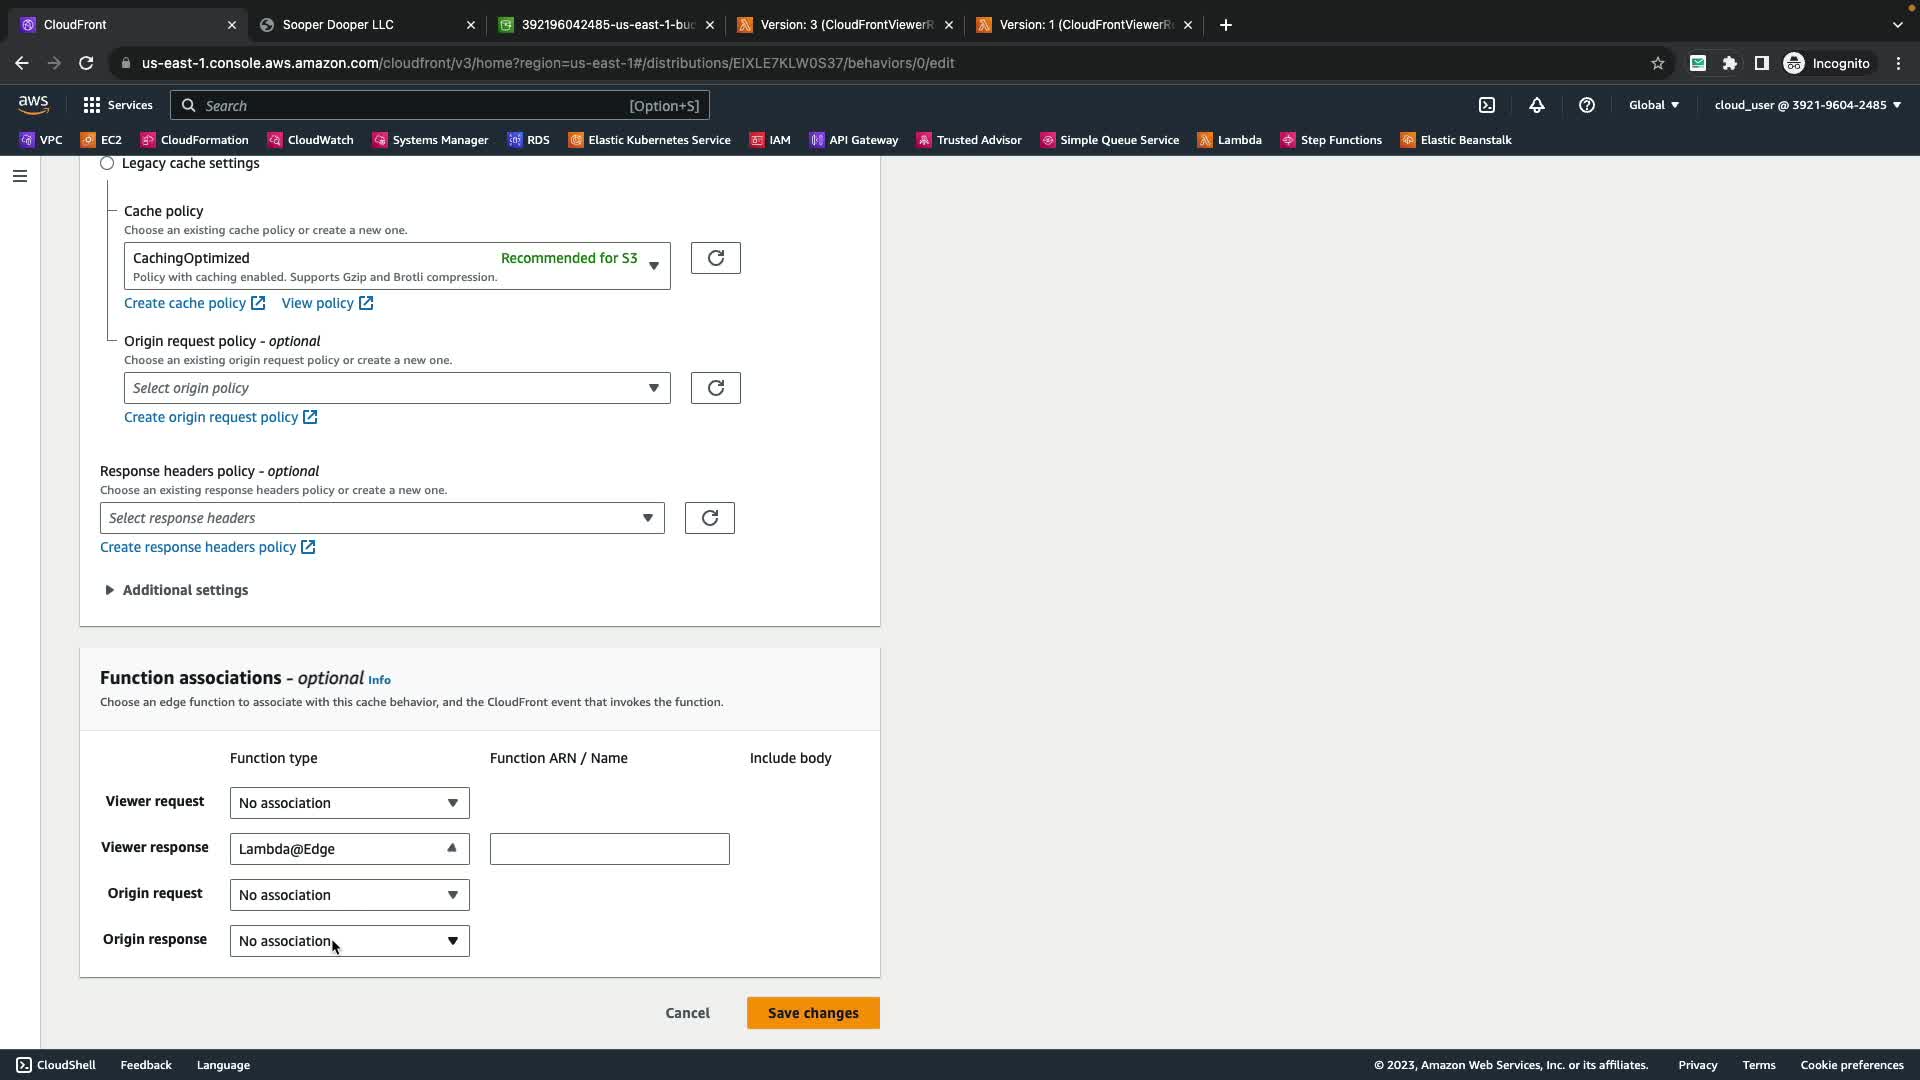 CloudFront
Sooper Dooper LLC
392196042485-us-east-1-buc
Version: 3 (CloudFrontViewerR
Version: 1 (CloudFrontViewerR
us-east-1.console.aws.amazon.com/cloudfront/v3/home?region=us-east-1#/distributions/EIXLE7KLW0S37/behaviors/0/edit
Incognito
aws
Services
Search
[Option+S]
Global
cloud_user @ 3921-9604-2485
VPC
EC2
CloudFormation
CloudWatch
Systems Manager
RDS
Elastic Kubernetes Service
IAM
API Gateway
Trusted Advisor
Simple Queue Service
Lambda
Step Functions
Elastic Beanstalk
Legacy cache settings
Cache policy
Choose an existing cache policy or create a new one.
CachingOptimized
Recommended for S3
Policy with caching enabled. Supports Gzip and Brotli compression.
Create cache policy
View policy
Origin request policy - optional
Choose an existing origin request policy or create a new one.
Select origin policy
Create origin request policy
Response headers policy - optional
Choose an existing response headers policy or create a new one.
Select response headers
Create response headers policy
Additional settings
Function associations - optional Info
Choose an edge function to associate with this cache behavior, and the CloudFront event that invokes the function.
Function type
Function ARN / Name
Include body
Viewer request
No association
Viewer response
Lambda@Edge
Origin request
No association
Origin response
No association
Cancel
Save changes
CloudShell
Feedback
Language
© 2023, Amazon Web Services, Inc. or its affiliates.
Privacy
Terms
Cookie preferences